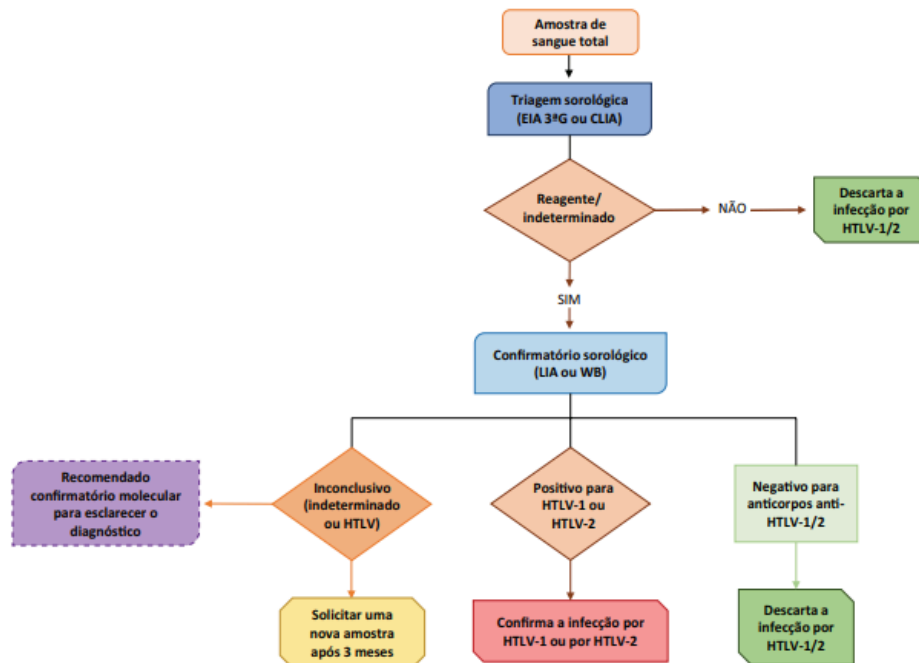 Amostra de
sangue total
Triagem sorológica
(EIA 3ªG ou CLIA)
Reagente/
indeterminado
NÃO
Descarta a
infecção por
HTLV-1/2
SIM
Confirmatório sorológico
(LIA ou WB)
Recomendado
confirmatório molecular
para esclarecer o
diagnóstico
Inconclusivo
(indeterminado
ou HTLV)
Positivo para
HTLV-1 ou
HTLV-2
Negativo para
anticorpos anti-
HTLV-1/2
Solicitar uma
nova amostra
após 3 meses
Confirma a infecção por
HTLV-1 ou por HTLV-2
Descarta a
infecção por
HTLV-1/2